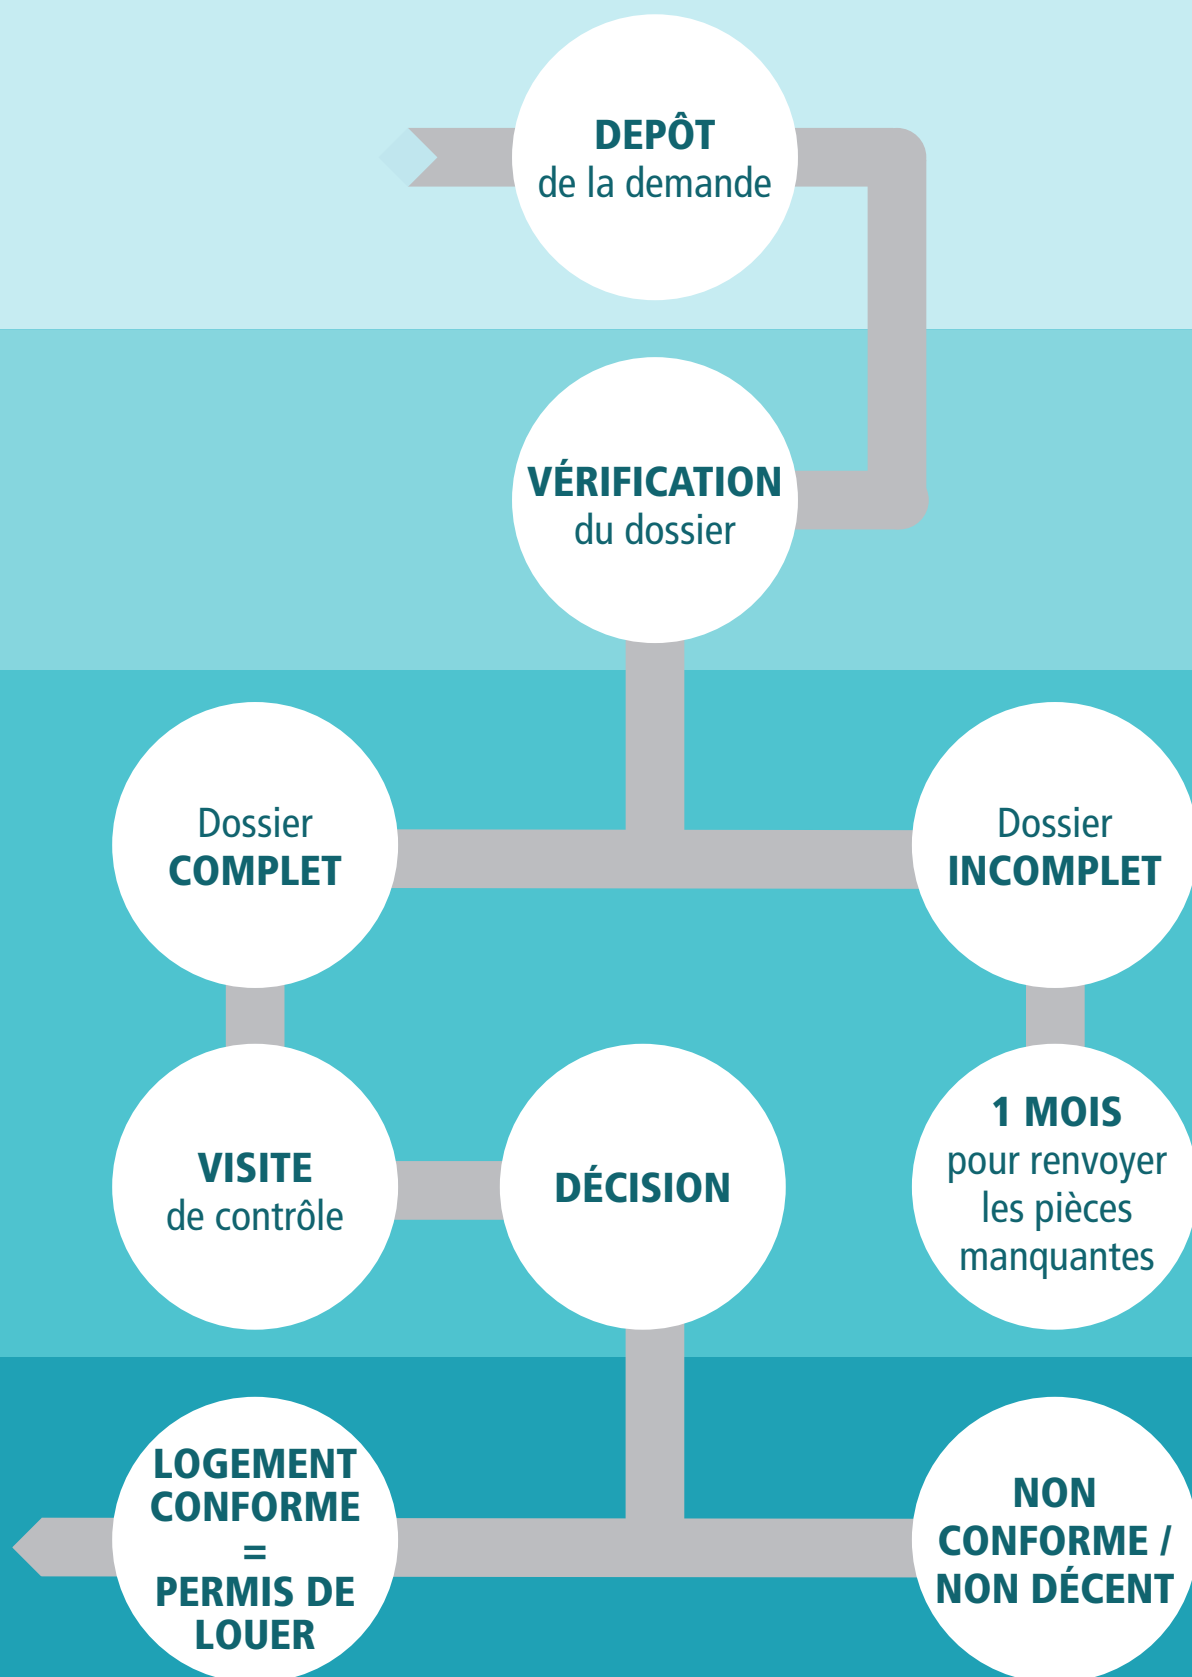 DEPÔT
de la demande
VÉRIFICATION
du dossier
Dossier
COMPLET
Dossier
INCOMPLET
VISITE
de contrôle
DÉCISION
1 MOIS
pour renvoyer
les pièces
manquantes
LOGEMENT
CONFORME
=
PERMIS DE
LOUER
NON
CONFORME /
NON DÉCENT